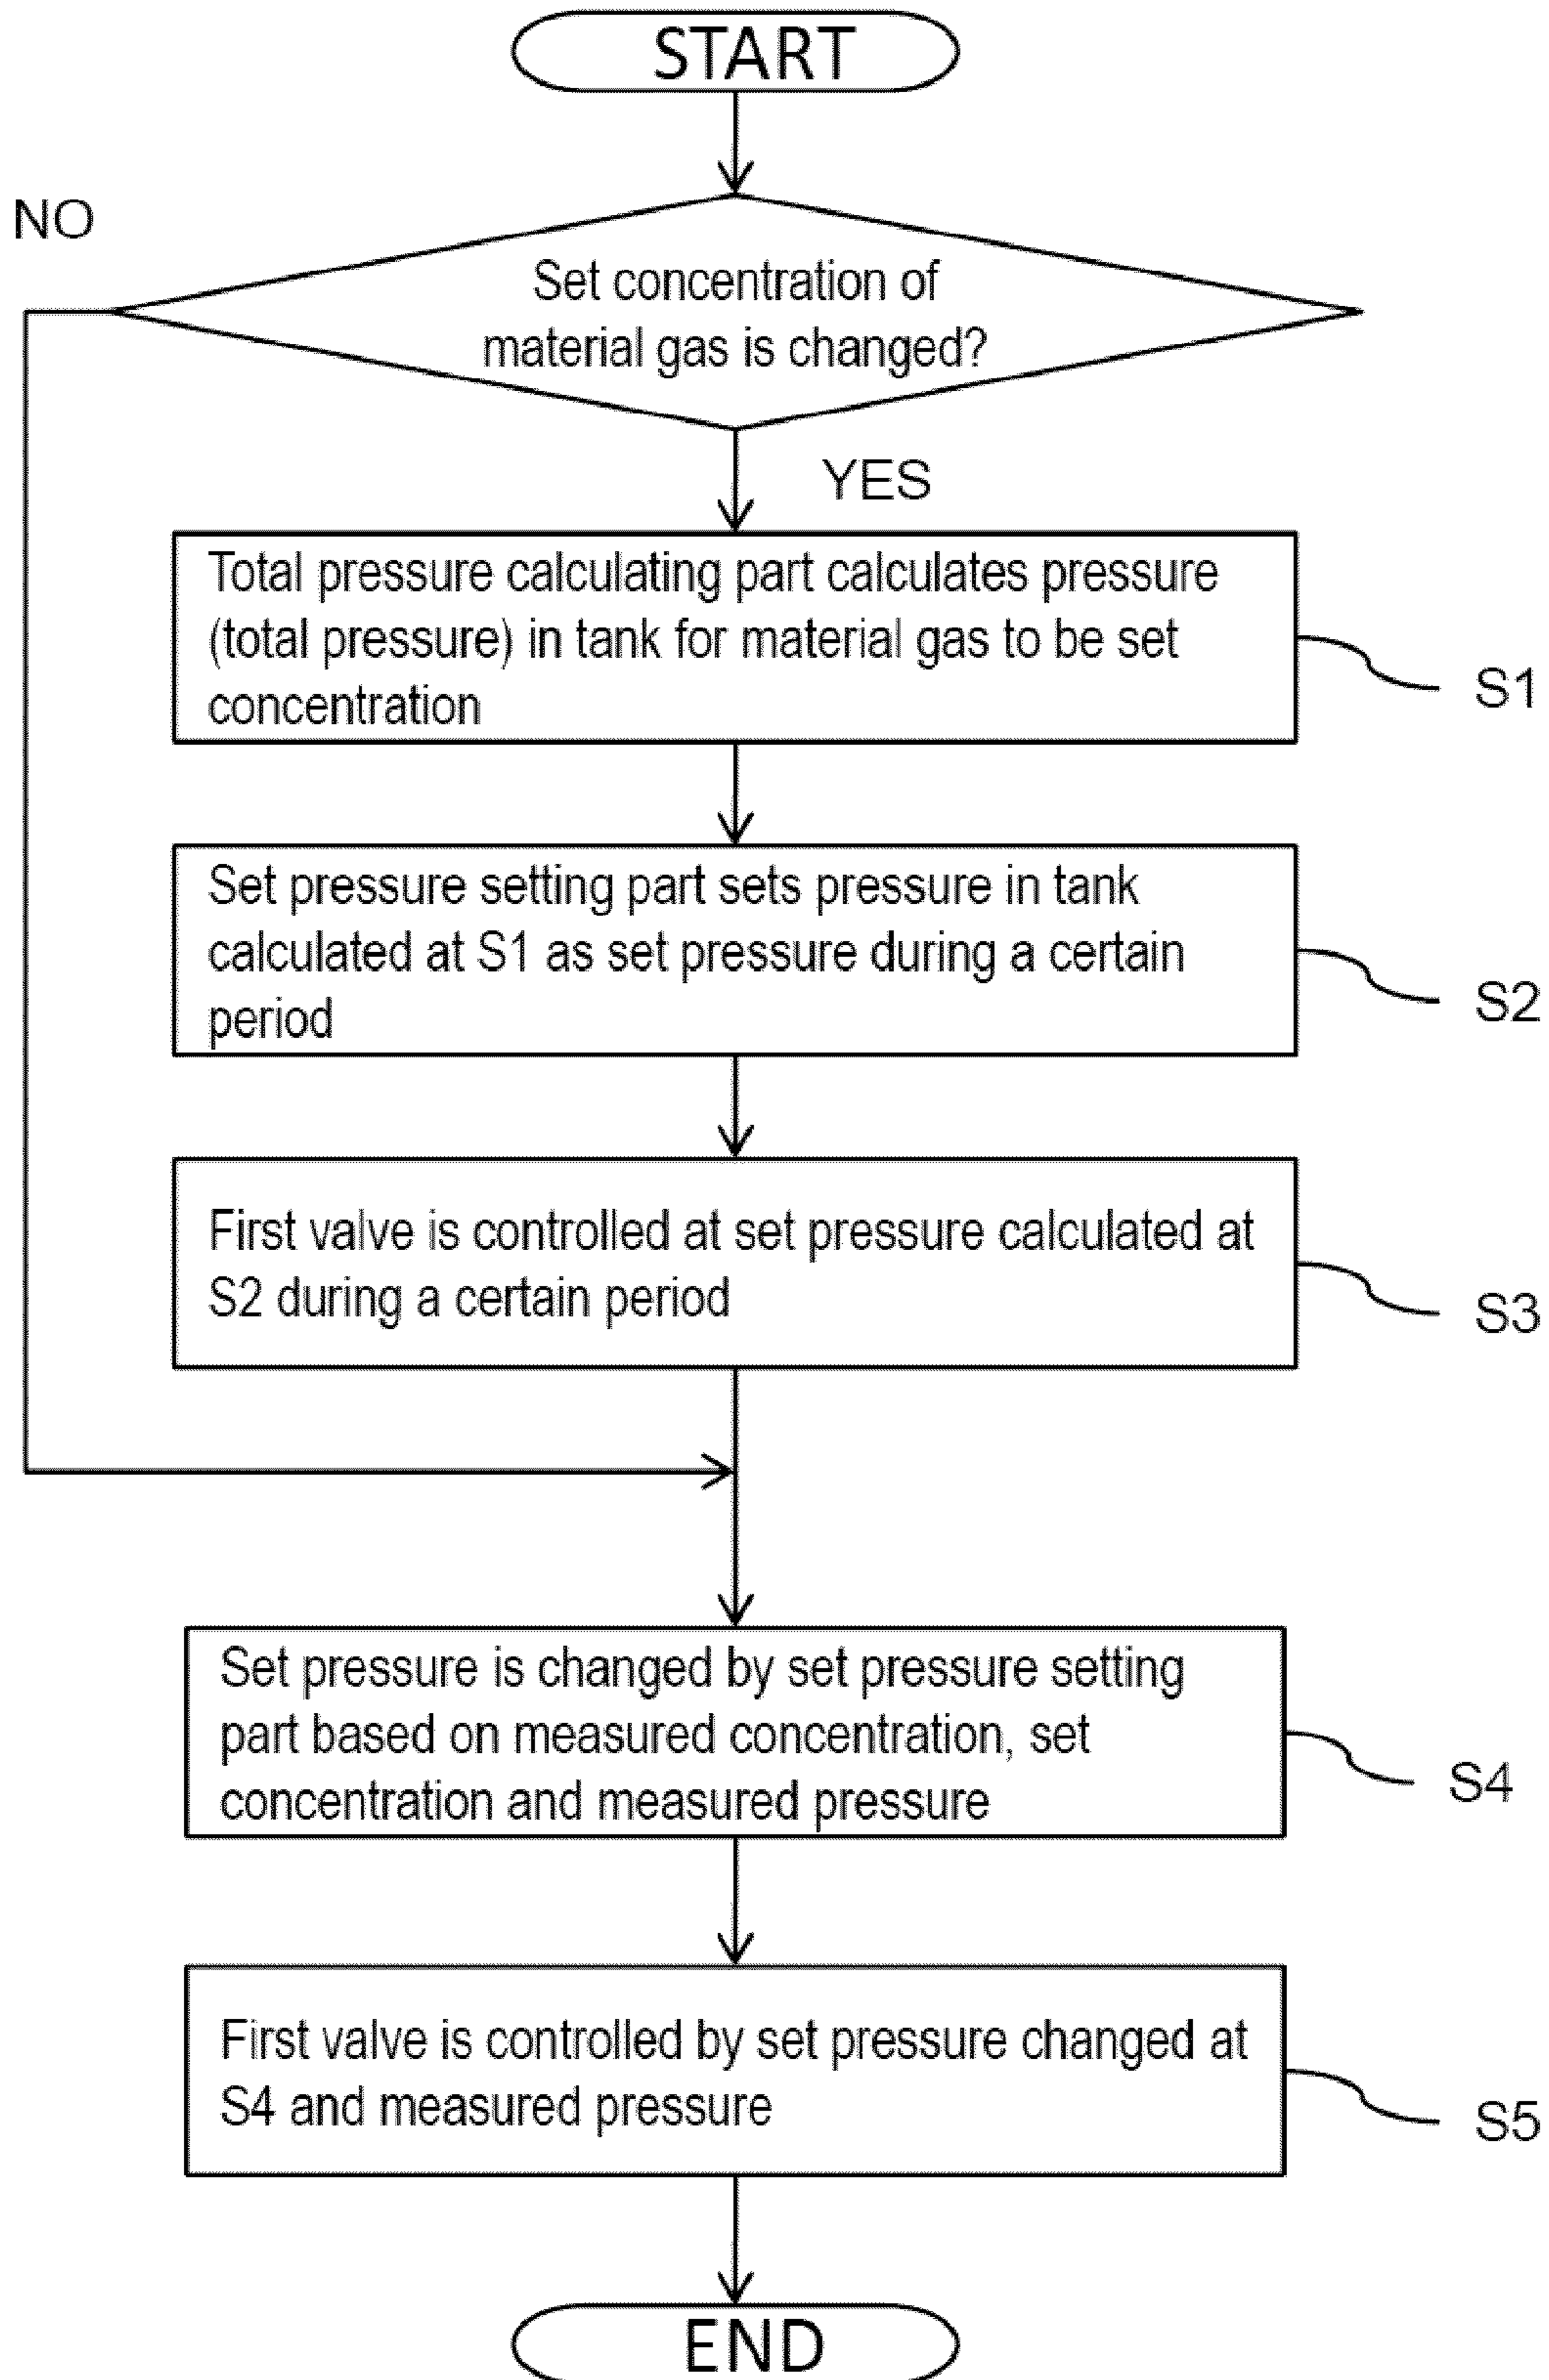 START
NO
Set concentration of
material gas is changed?
YES
Total pressure calculating part calculates pressure
(total pressure) in tank for material gas to be set
concentration
S1
Set pressure setting part sets pressure in tank
calculated at S1 as set pressure during a certain
period
S2
First valve is controlled at set pressure calculated at
S2 during a certain period
S3
Set pressure is changed by set pressure setting
part based on measured concentration, set
concentration and measured pressure
S4
First valve is controlled by set pressure changed at
S4 and measured pressure
S5
END